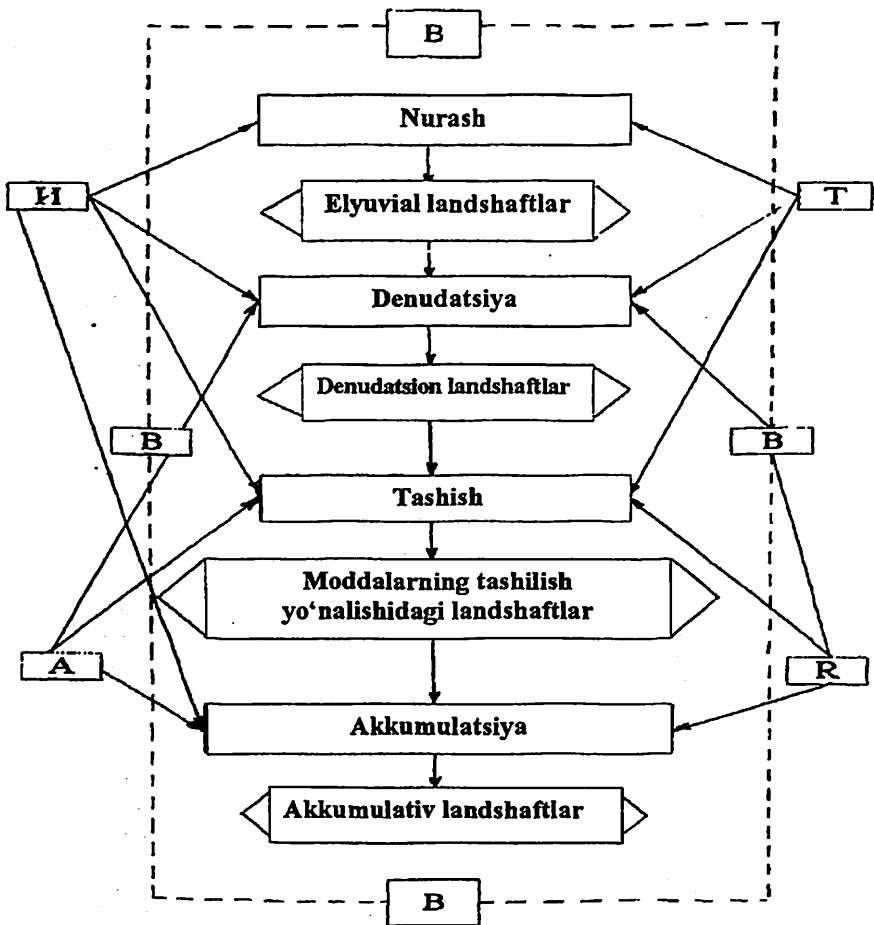 B
Nurash
H
T
Elyuvial landshaftlar
Denudatsiya
Denudatsion landshaftlar
B
B
Tashish
Moddalarning tashilish
yo‘nalishidagi landshaftlar
A
R
Akkumulatsiya
Akkumulativ landshaftlar
B